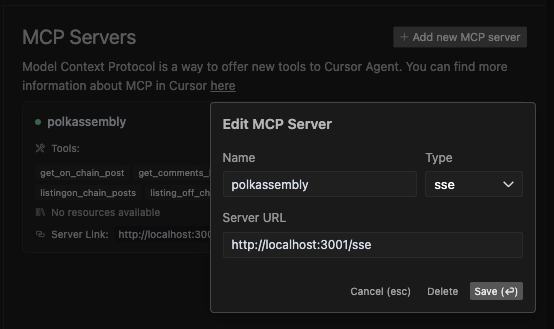 MCP Servers
+ Add new MCP server
Model Context Protocol is a way to offer new tools to Cursor Agent. You can find more
information about MCP in Cursor here
polkassembly
Tools:
get_on_chain_post get_comments_
listingon_chain_posts listing_off_ch
No resources available
Server Link: http://localhost:300
Edit MCP Server
Name
Type
polkassembly
sse
Server URL
http://localhost:3001/sse
Cancel (esc) Delete Save (⏎)